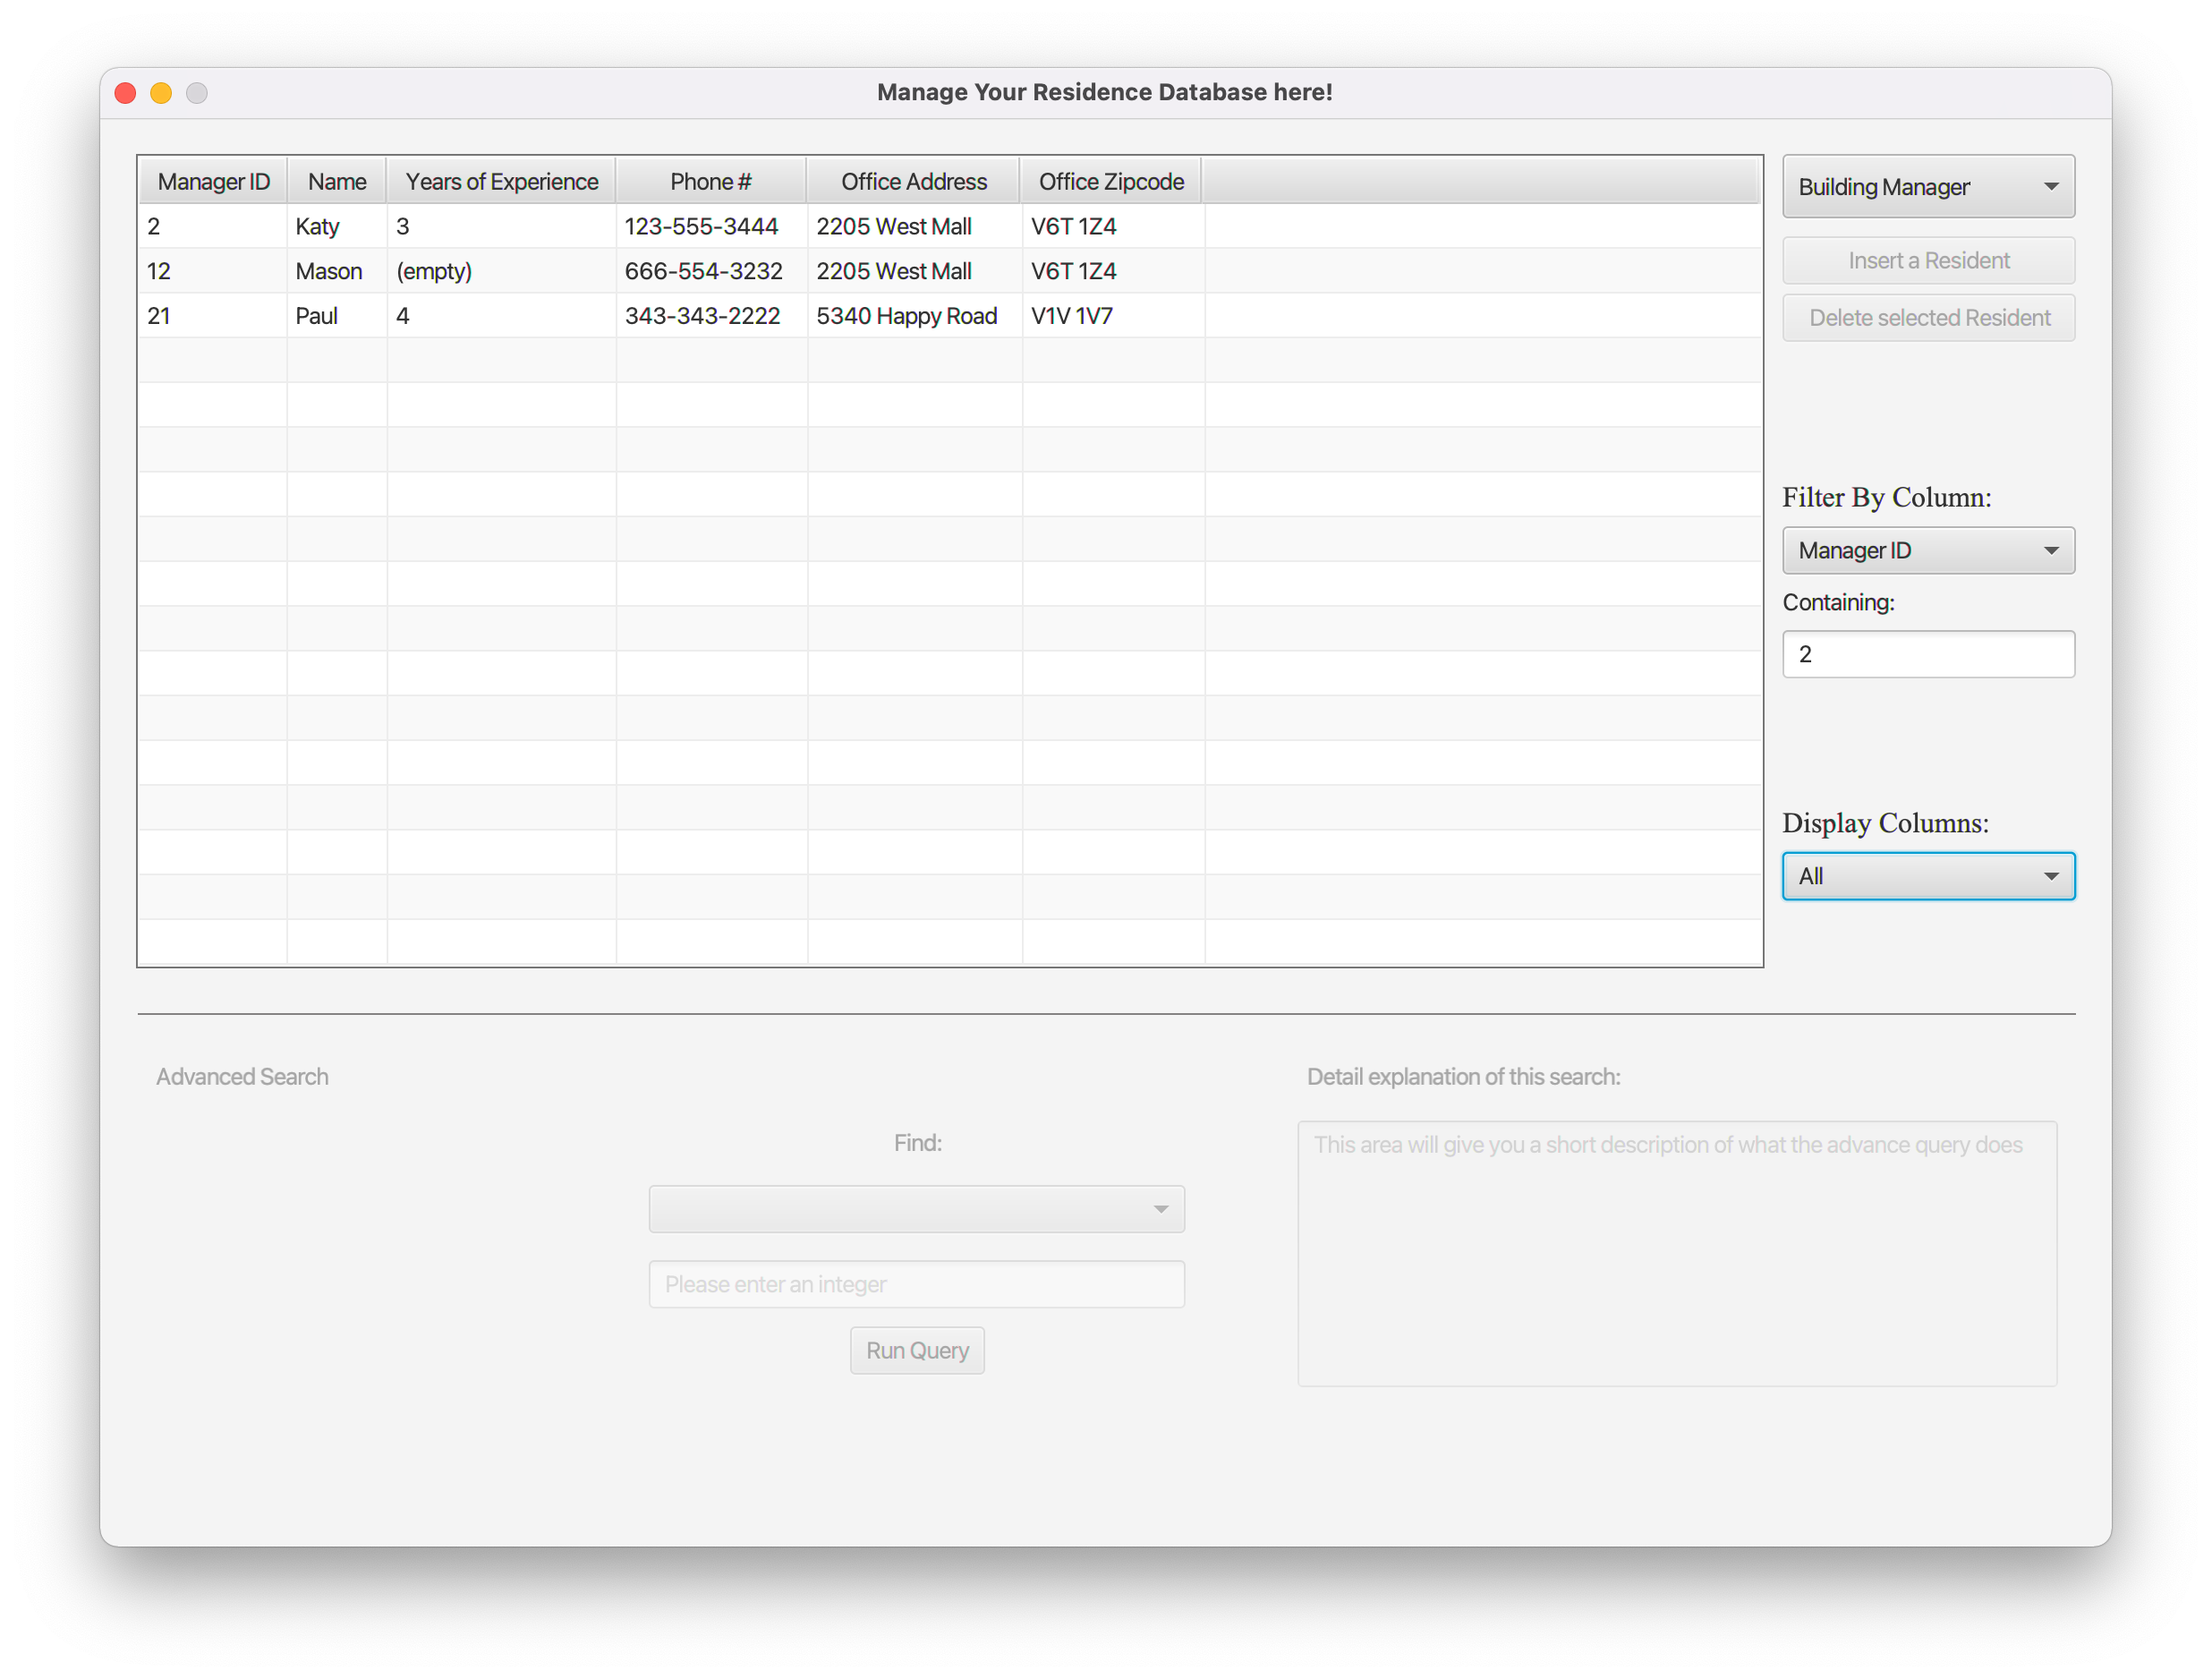 Manage Your Residence Database here!
Manager ID Name Years of Experience Phone # Office Address Office Zipcode
2 Katy 3 123-555-3444 2205 West Mall V6T 1Z4
12 Mason (empty) 666-554-3232 2205 West Mall V6T 1Z4
21 Paul 4 343-343-2222 5340 Happy Road V1V 1V7
Building Manager
Insert a Resident
Delete selected Resident
Filter By Column:
Manager ID
Containing:
2
Display Columns:
All
Advanced Search
Find:
Please enter an integer
Run Query
Detail explanation of this search:
This area will give you a short description of what the advance query does